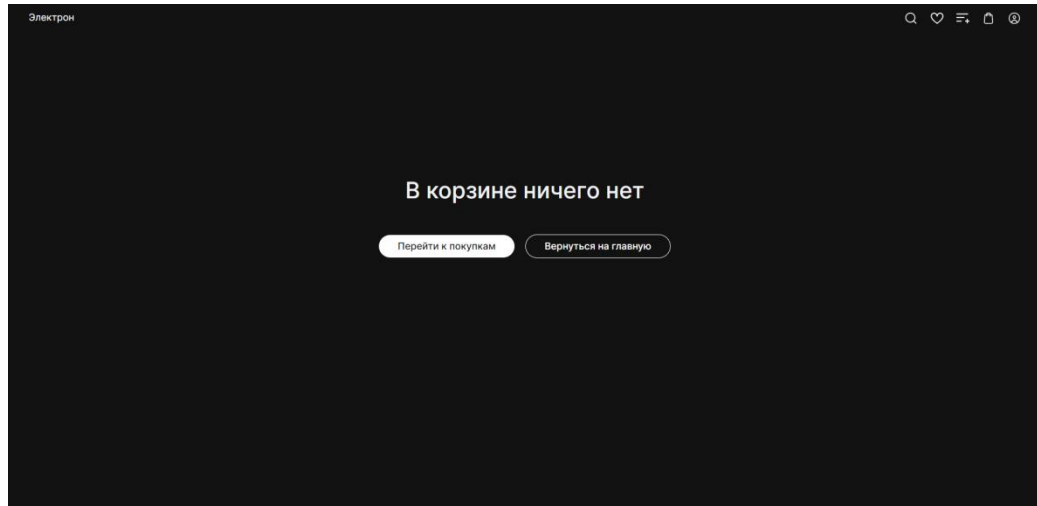 Электрон
В корзине ничего нет
Перейти к покупкам
Вернуться на главную